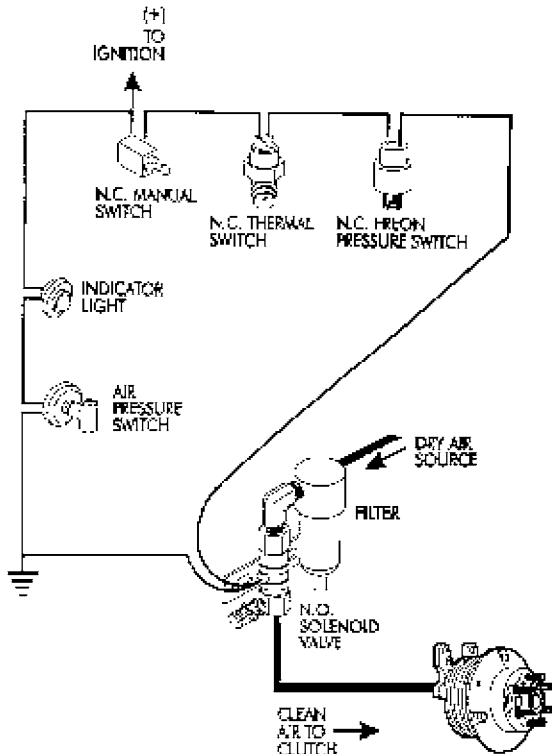 (+)
TO
IGNITION
N.C. MANUAL
SWITCH
N.C. THERMAL
SWITCH
N.C. FREON
PRESSURE SWITCH
INDICATOR
LIGHT
AIR
PRESSURE
SWITCH
DRY AIR
SOURCE
FILTER
N.O.
SOLENOID
VALVE
CLEAN
AIR TO
CLUTCH